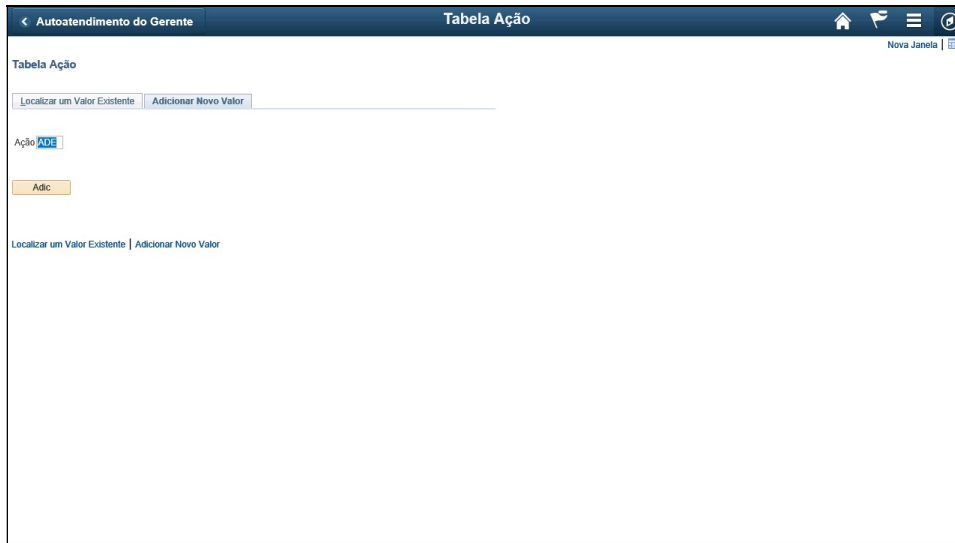 Autoatendimento do Gerente
Tabela Ação
Nova Janela |
Tabela Ação
Localizar um Valor Existente Adicionar Novo Valor
Ação ADE
Adic
Localizar um Valor Existente | Adicionar Novo Valor